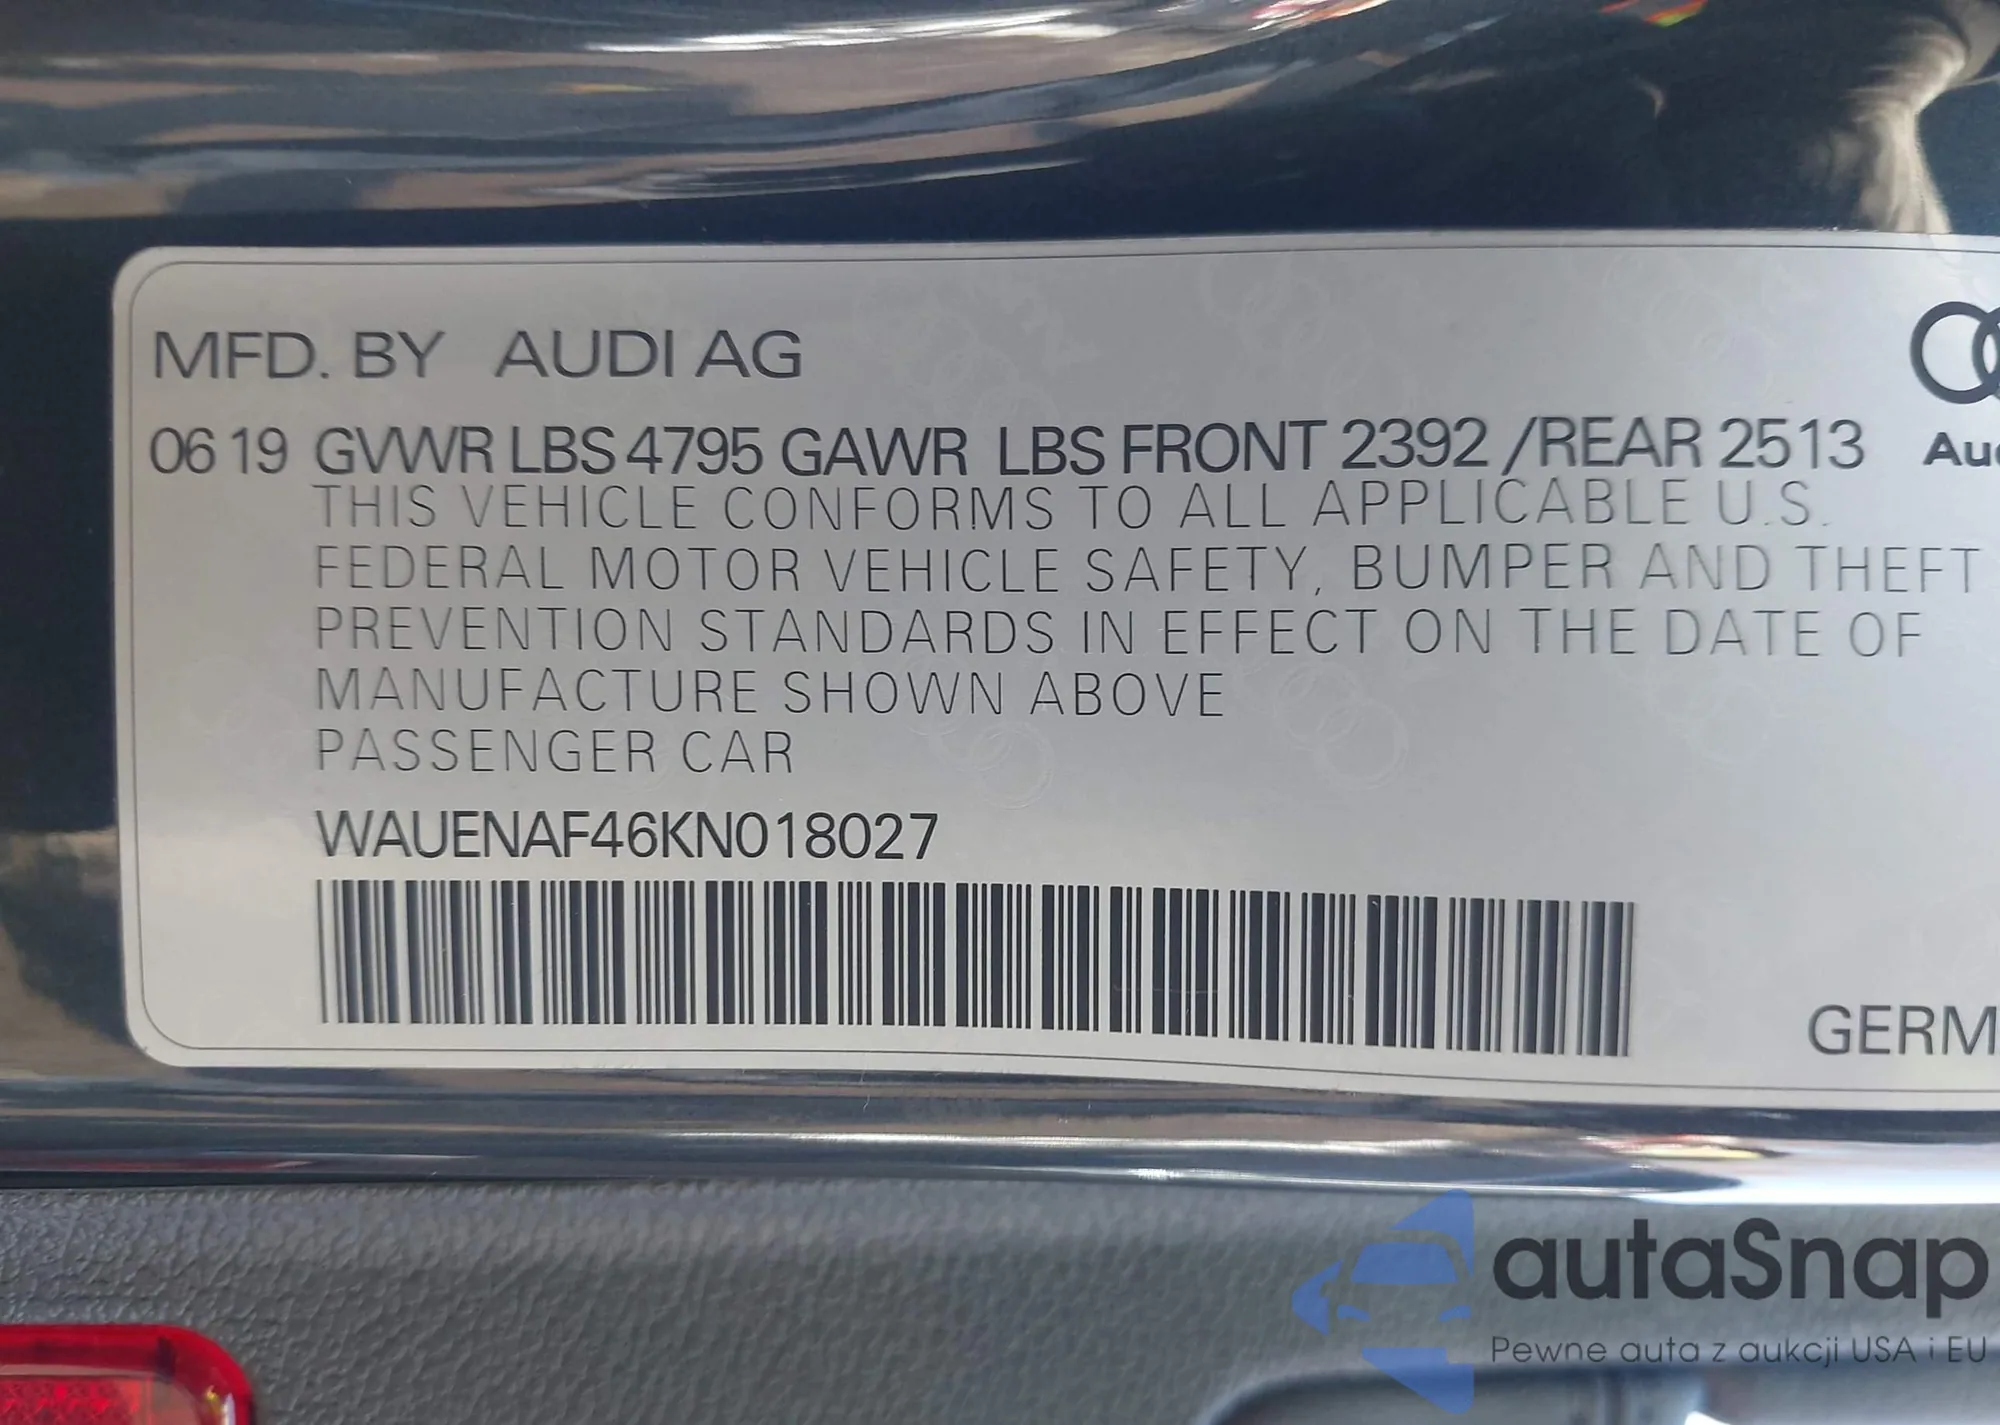 MFD. BY AUDI AG
06 19 GVWR LBS 4795 GAWR LBS FRONT 2392 /REAR 2513
THIS VEHICLE CONFORMS TO ALL APPLICABLE U.S.
FEDERAL MOTOR VEHICLE SAFETY, BUMPER AND THEFT
PREVENTION STANDARDS IN EFFECT ON THE DATE OF
MANUFACTURE SHOWN ABOVE
PASSENGER CAR
WAUENAF46KN018027
autaSnap
Pewne auta z aukcji USA i EU